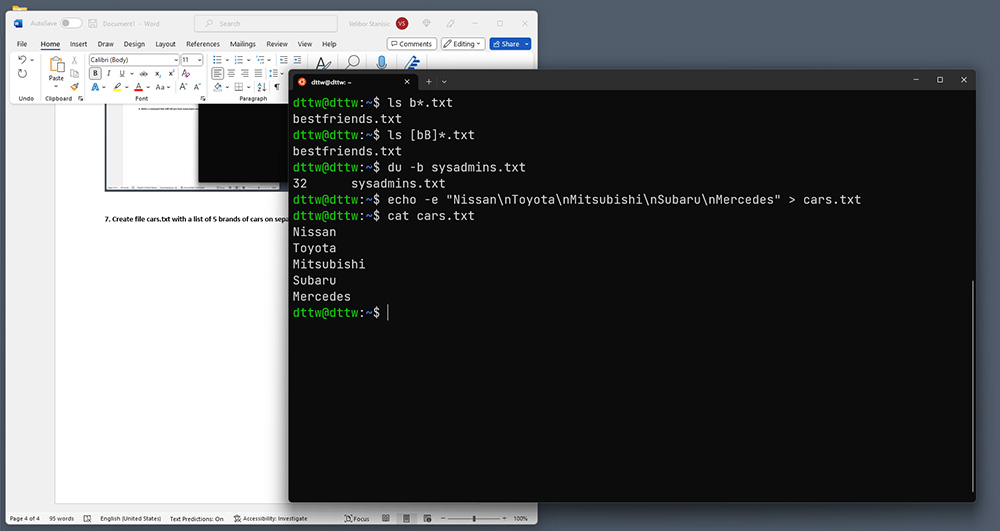 AutoSave
Document1 - Word
Search
Velibor Stanisic
VS
File Home Insert Draw Design Layout References Mailings Review View Help
Comments Editing Share
Paste
Calibri (Body) 11
Clipboard Font Paragraph
7. Create file cars.txt with a list of 5 brands of cars on
Page 4 of 4 95 words English (United States) Text Predictions: On Accessibility: Investigate Focus 100%
dttw@dttw: ~
dttw@dttw:~$ ls b*.txt
bestfriends.txt
dttw@dttw:~$ ls [bB]*.txt
bestfriends.txt
dttw@dttw:~$ du -b sysadmins.txt
32 sysadmins.txt
dttw@dttw:~$ echo -e "Nissan\nToyota\nMitsubishi\nSubaru\nMercedes" > cars.txt
dttw@dttw:~$ cat cars.txt
Nissan
Toyota
Mitsubishi
Subaru
Mercedes
dttw@dttw:~$